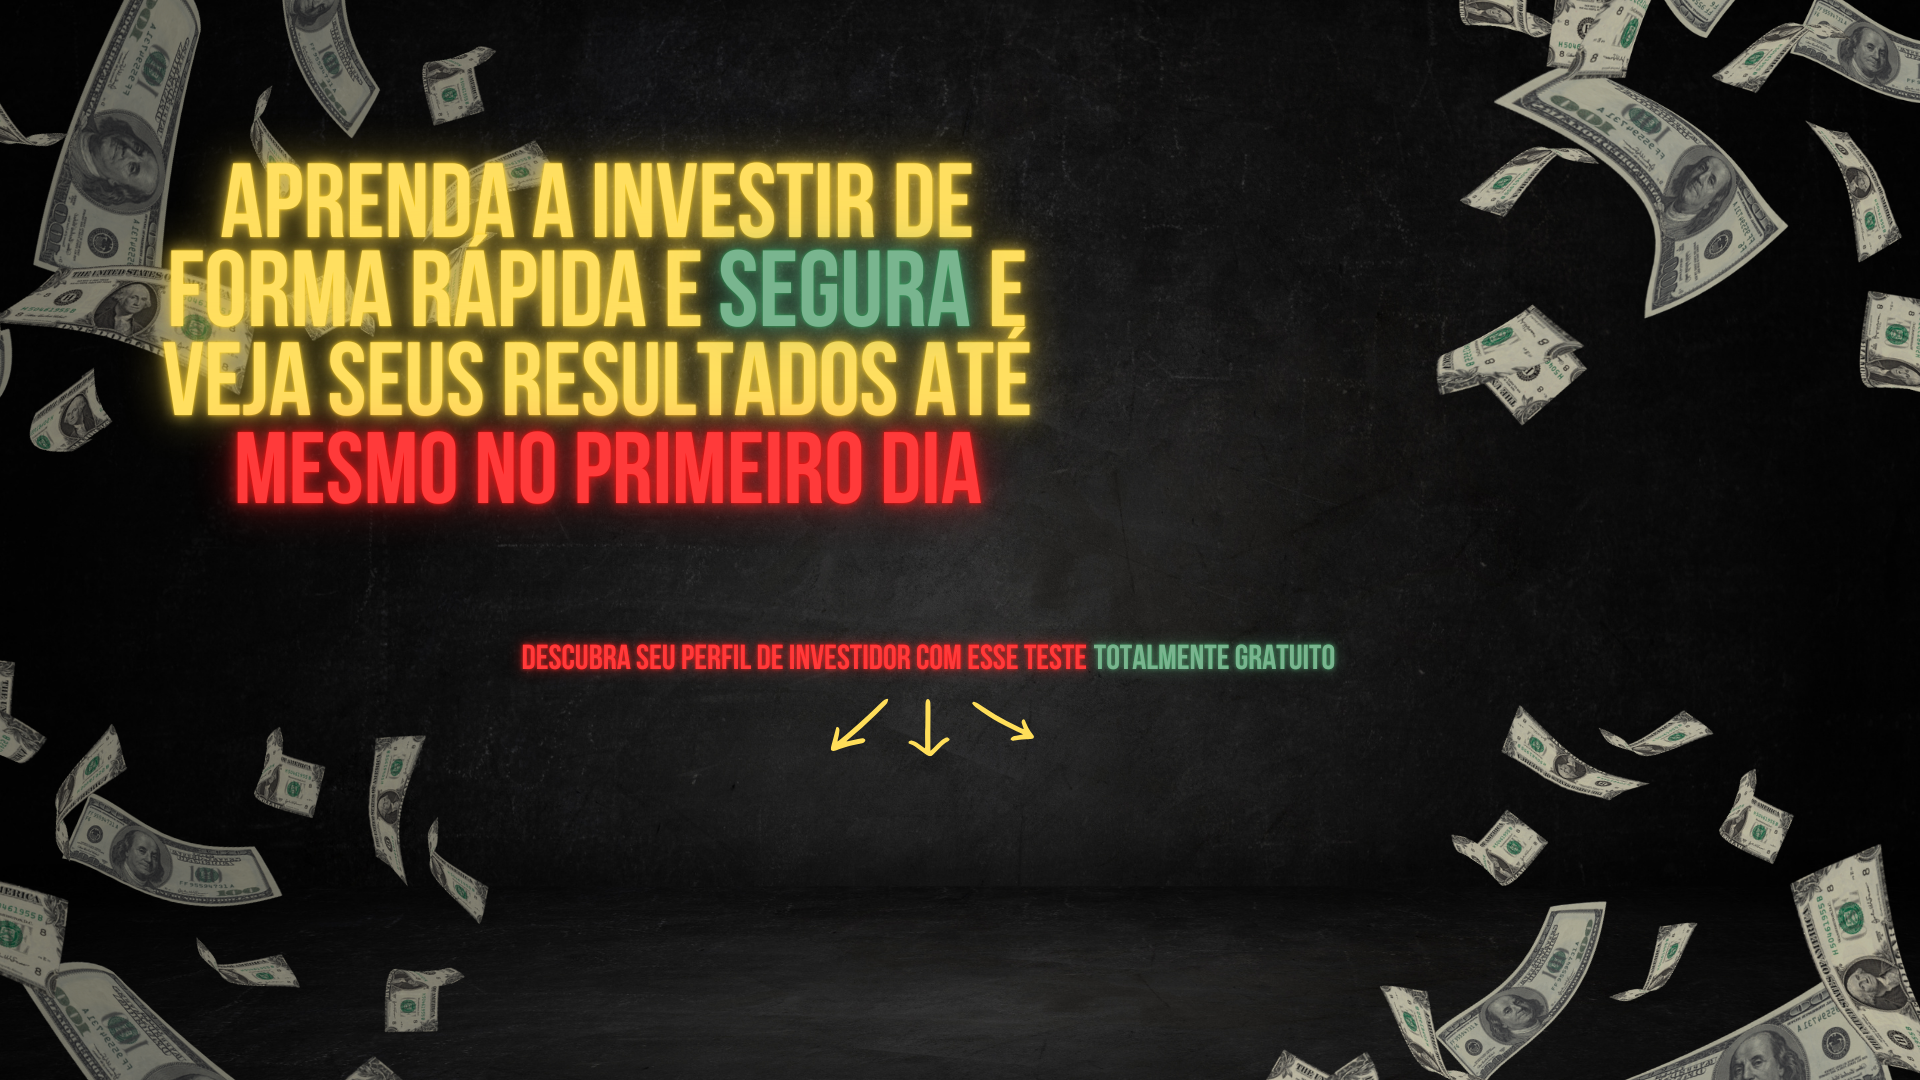 APRENDA A INVESTIR DE
FORMA RÁPIDA E SEGURA E
VEJA SEUS RESULTADOS ATÉ
MESMO NO PRIMEIRO DIA
DESCUBRA SEU PERFIL DE INVESTIDOR COM ESSE TESTE TOTALMENTE GRATUITO